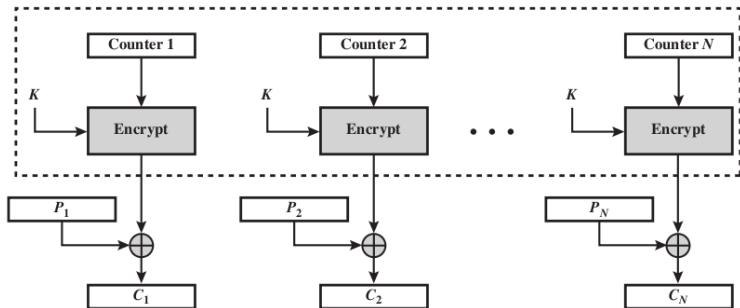 Counter 1 Counter 2 Counter N
K K K
Encrypt Encrypt • • • Encrypt
P1 P2 PN
C1 C2 CN